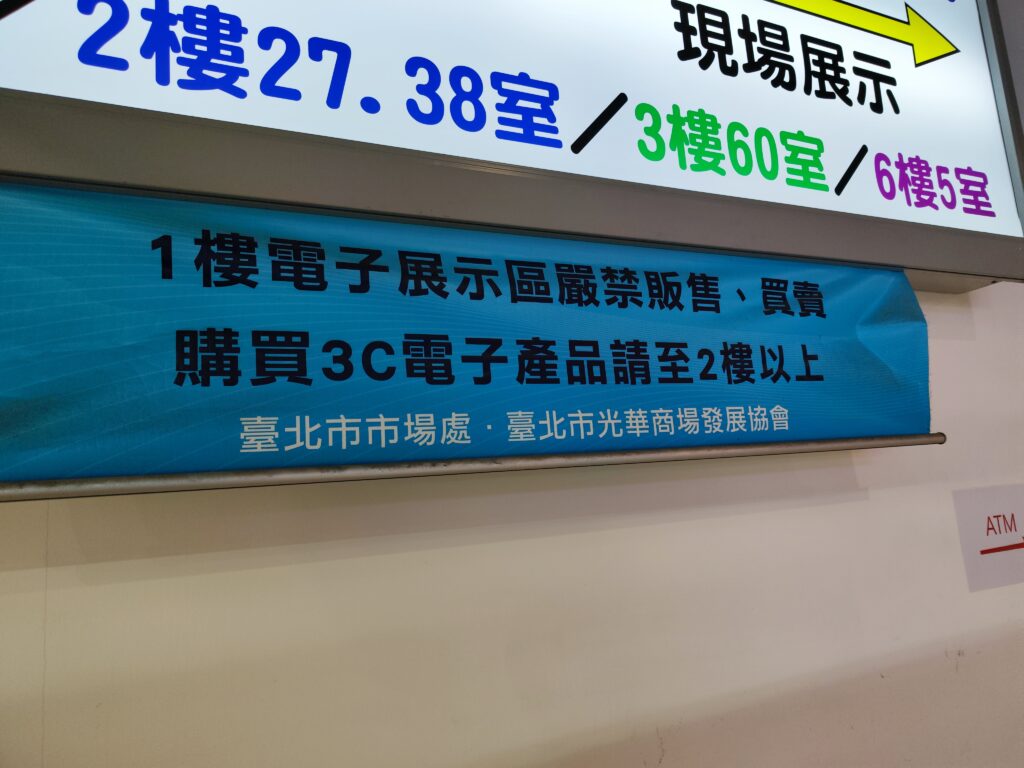 現場展示
2樓27.38室/3樓60室/6樓5室
1樓電子展示區嚴禁販售、買賣
購買3C電子產品請至2樓以上
臺北市市場處·臺北市光華商場發展協會
ATM